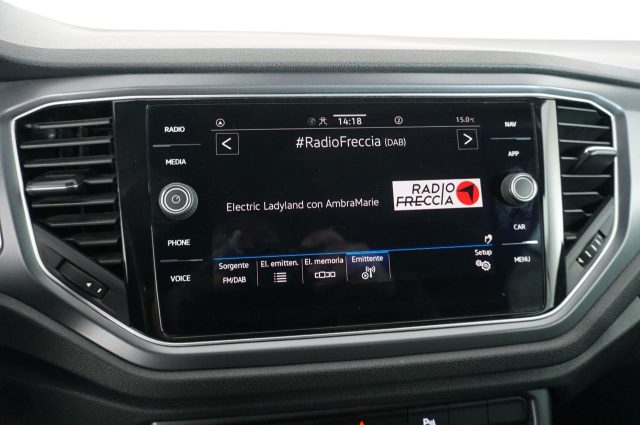 RADIO
MEDIA
PHONE
VOICE
14:18
2
15.0°C
#RadioFreccia (DAB)
Electric Ladyland con AmbraMarie
RADIO
FRECCIA
Setup
Sorgente
FM/DAB
El. emitten.
El. memoria
Emittente
NAV
APP
CAR
MENU